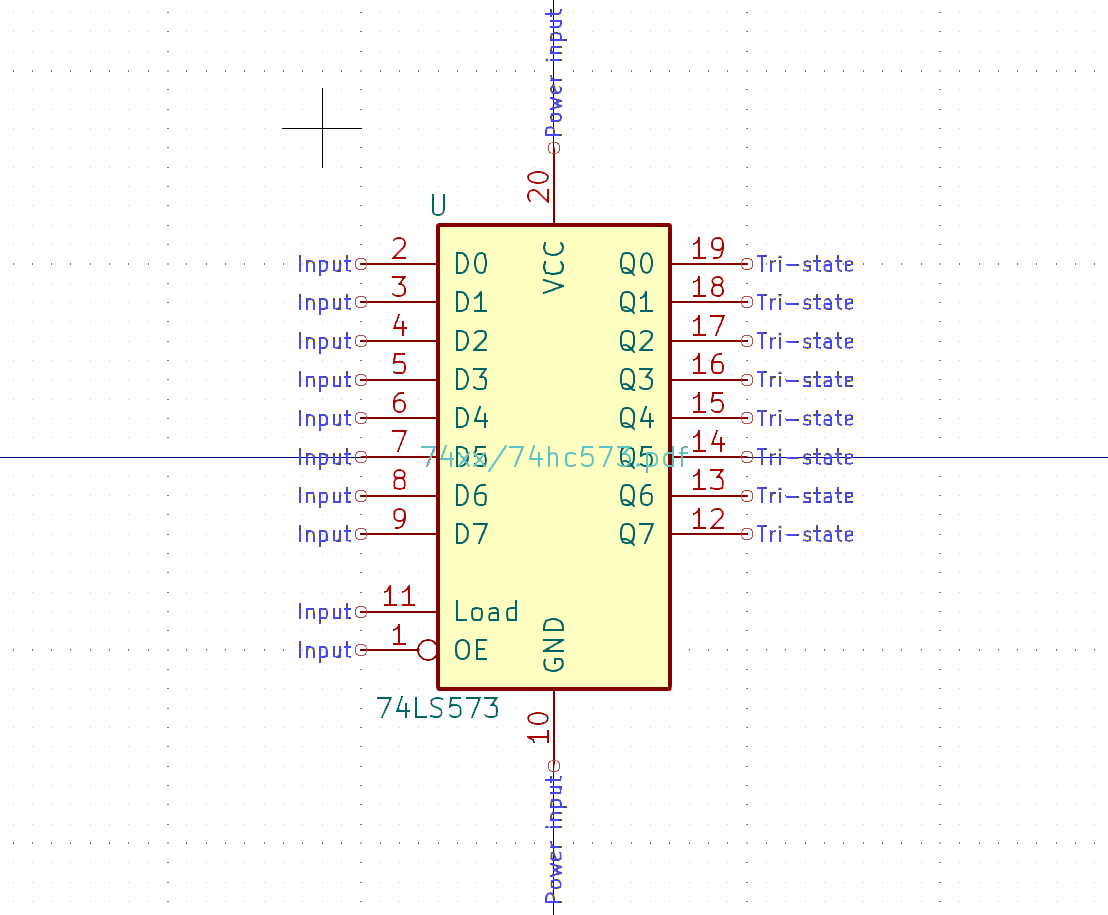 Power input
20
U
VCC
Input 2 D0 Q0 19 Tri-state
Input 3 D1 Q1 18 Tri-state
Input 4 D2 Q2 17 Tri-state
Input 5 D3 Q3 16 Tri-state
Input 6 D4 Q4 15 Tri-state
Input 7 D5 Q5 14 Tri-state
74xx/74hc573.pdf
Input 8 D6 Q6 13 Tri-state
Input 9 D7 Q7 12 Tri-state
Input 11 Load
Input 1 OE
GND
74LS573
10
Power input